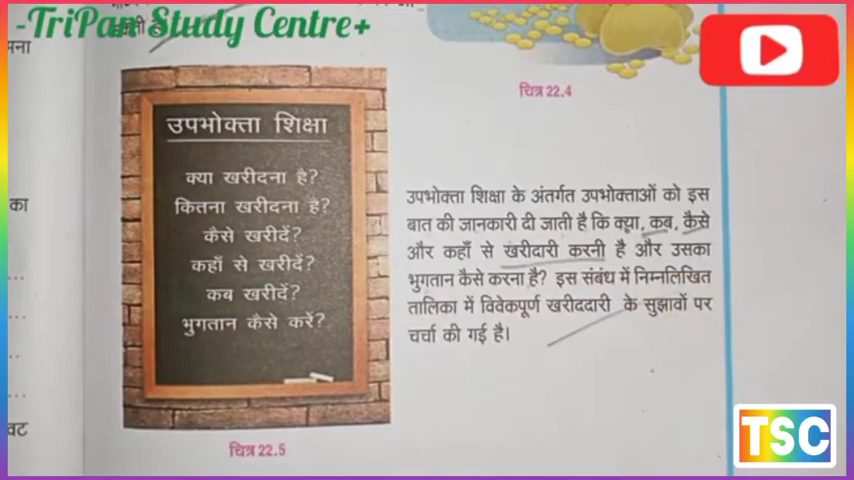 -TriPan Study Centre+
मना
चित्र 22.4
उपभोक्ता शिक्षा
क्या खरीदना है?
कितना खरीदना है?
कैसे खरीदें?
कहाँ से खरीदें?
कब खरीदें?
भुगतान कैसे करें?
चित्र 22.5
का
वट
उपभोक्ता शिक्षा के अंतर्गत उपभोक्ताओं को इस
बात की जानकारी दी जाती है कि क्या, कब, कैसे
और कहाँ से खरीदारी करनी है और उसका
भुगतान कैसे करना है? इस संबंध में निम्नलिखित
तालिका में विवेकपूर्ण खरीददारी के सुझावों पर
चर्चा की गई है।
TSC